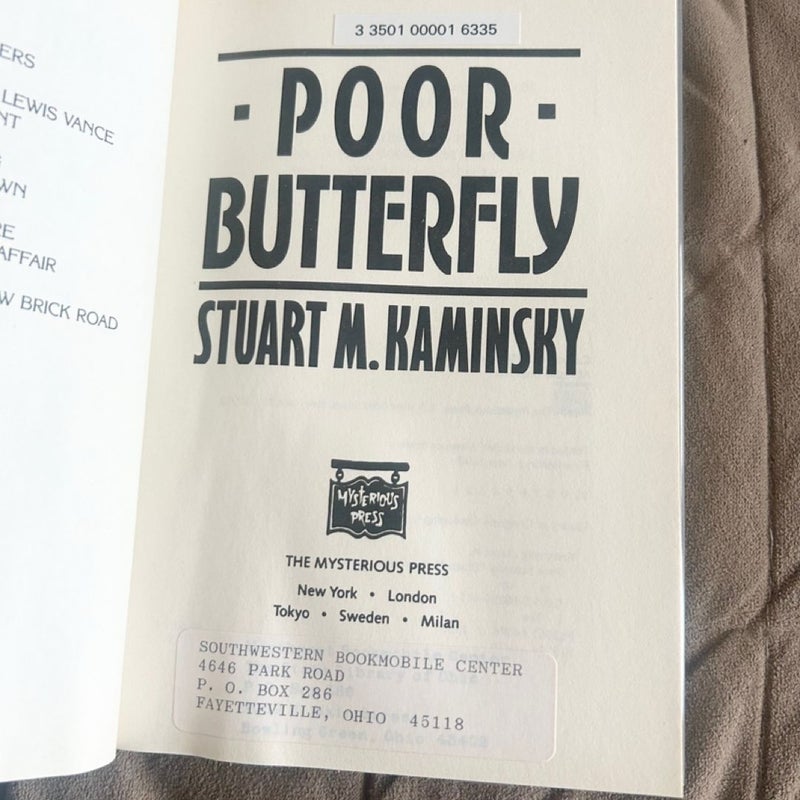 ERS
LEWIS VANCE
NT
WN
RE
AFFAIR
W BRICK ROAD
3 3501 00001 6335
· POOR ·
BUTTERFLY
STUART M. KAMINSKY
MYSTERIOUS
PRESS
THE MYSTERIOUS PRESS
New York • London
Tokyo • Sweden • Milan
SOUTHWESTERN BOOKMOBILE CENTER
4646 PARK ROAD
P. O. BOX 286
FAYETTEVILLE, OHIO 45118